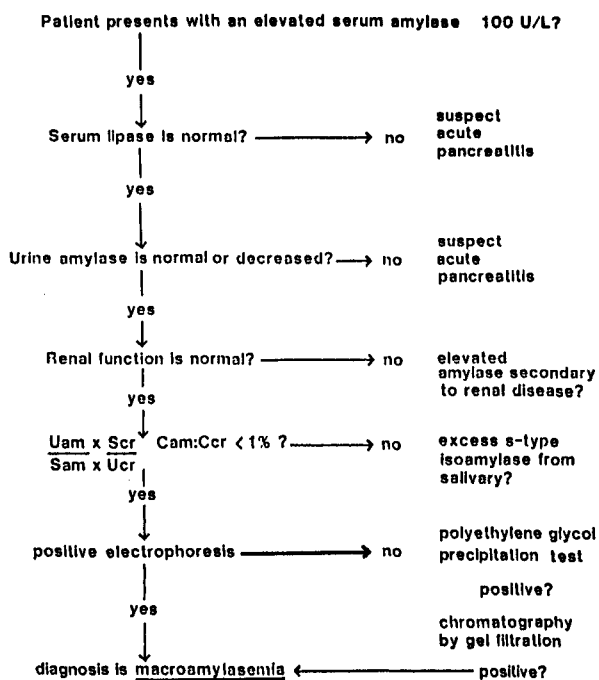 Patient presents with an elevated serum amylase 100 U/L?
yes
Serum lipase is normal? no
suspect
acute
pancreatitis
yes
Urine amylase is normal or decreased? no
suspect
acute
pancreatitis
yes
Renal function is normal? no
elevated
amylase secondary
to renal disease?
yes
Uam x Scr Cam:Ccr < 1% ? no
Sam x Ucr
excess s-type
isoamylase from
salivary?
yes
positive electrophoresis no
polyethylene glycol
precipitation test
positive?
yes
chromatography
by gel filtration
diagnosis is macroamylasemia positive?